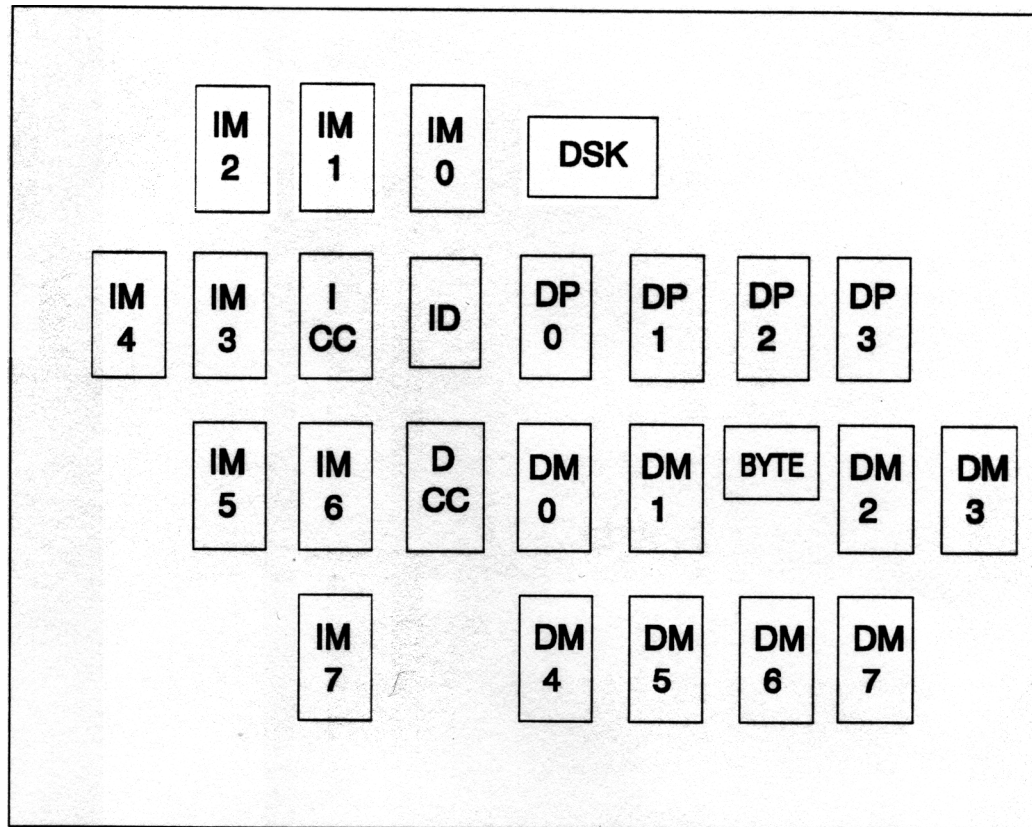 IM 2
IM 1
IM 0
DSK
IM 4
IM 3
I CC
ID
DP 0
DP 1
DP 2
DP 3
IM 5
IM 6
D CC
DM 0
DM 1
BYTE
DM 2
DM 3
IM 7
DM 4
DM 5
DM 6
DM 7